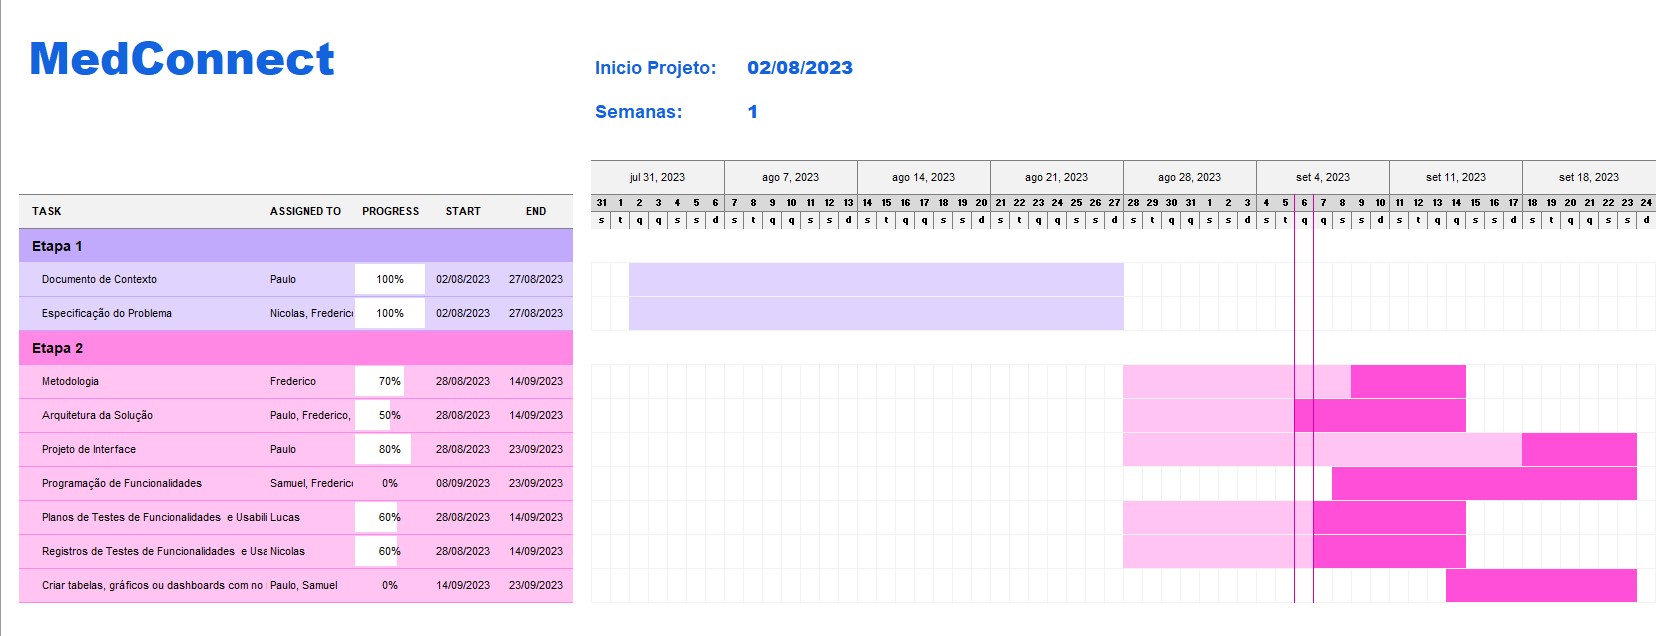 MedConnect
Inicio Projeto: 02/08/2023
Semanas: 1
jul 31, 2023 ago 7, 2023 ago 14, 2023 ago 21, 2023 ago 28, 2023 set 4, 2023 set 11, 2023 set 18, 2023
31 1 2 3 4 5 6 7 8 9 10 11 12 13 14 15 16 17 18 19 20 21 22 23 24 25 26 27 28 29 30 31 1 2 3 4 5 6 7 8 9 10 11 12 13 14 15 16 17 18 19 20 21 22 23 24
TASK ASSIGNED TO PROGRESS START END
s t q q s s d s t q q s s d s t q q s s d s t q q s s d s t q q s s d s t q q s s d s t q q s s d s t q q s s d
Etapa 1
Documento de Contexto Paulo 100% 02/08/2023 27/08/2023
Especificação do Problema Nicolas, Frederico 100% 02/08/2023 27/08/2023
Etapa 2
Metodologia Frederico 70% 28/08/2023 14/09/2023
Arquitetura da Solução Paulo, Frederico, 50% 28/08/2023 14/09/2023
Projeto de Interface Paulo 80% 28/08/2023 23/09/2023
Programação de Funcionalidades Samuel, Frederico 0% 08/09/2023 23/09/2023
Planos de Testes de Funcionalidades e Usabili Lucas 60% 28/08/2023 14/09/2023
Registros de Testes de Funcionalidades e Usa Nicolas 60% 28/08/2023 14/09/2023
Criar tabelas, gráficos ou dashboards com no Paulo, Samuel 0% 14/09/2023 23/09/2023